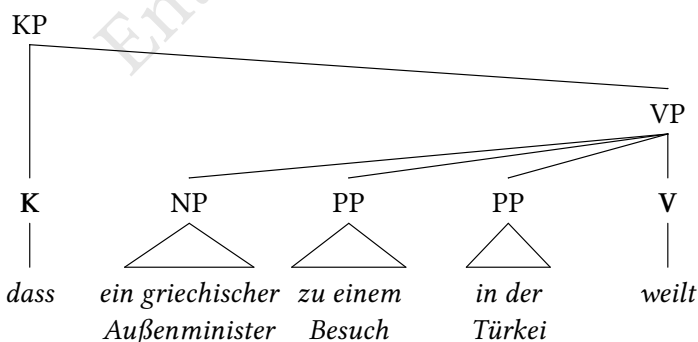 KP
VP
K NP PP PP V
dass ein griechischer zu einem in der weilt
Außenminister Besuch Türkei